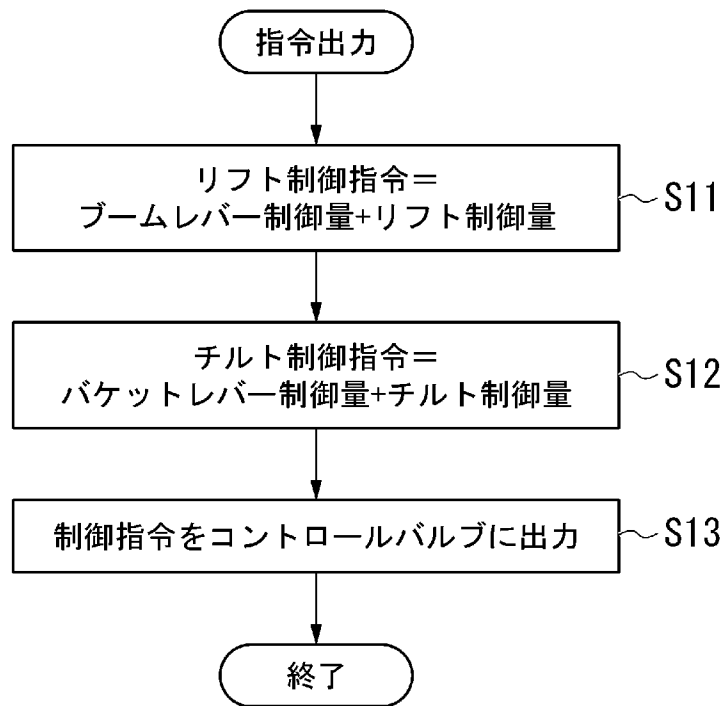 指令出力
リフト制御指令＝
ブームレバー制御量+リフト制御量
S11
チルト制御指令＝
バケットレバー制御量+チルト制御量
S12
制御指令をコントロールバルブに出力
S13
終了